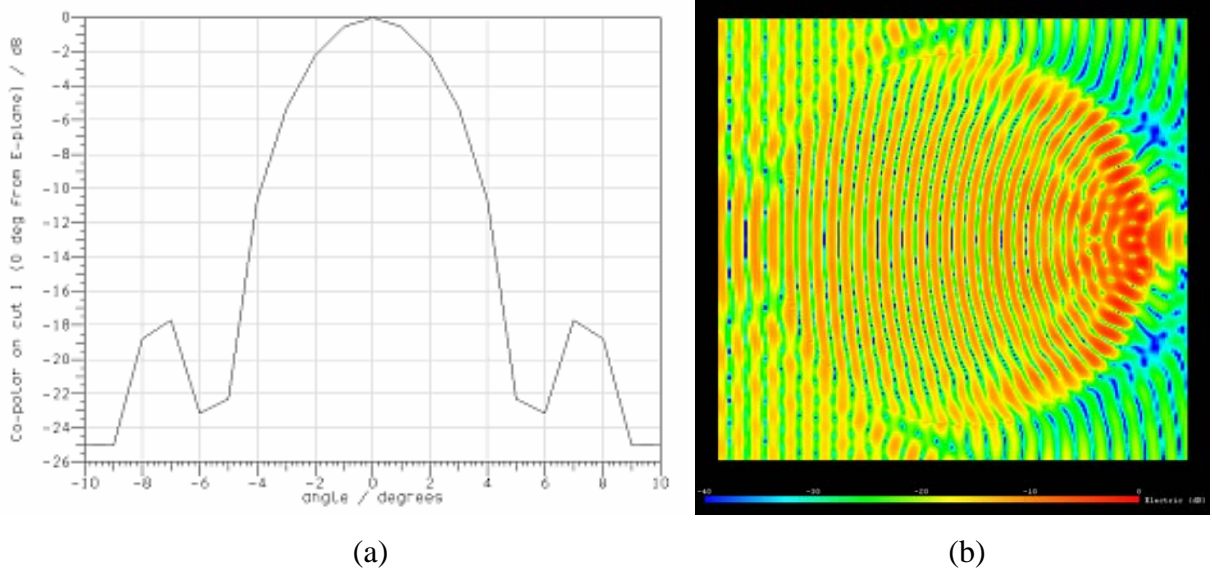 Co-polar on cut 1 (0 deg from E-plane) / dB
0
-2
-4
-6
-8
-10
-12
-14
-16
-18
-20
-22
-24
-26
-10 -8 -6 -4 -2 0 2 4 6 8 10
angle / degrees
-40 -30 -20 -10 0 Electric (dB)
(a) (b)